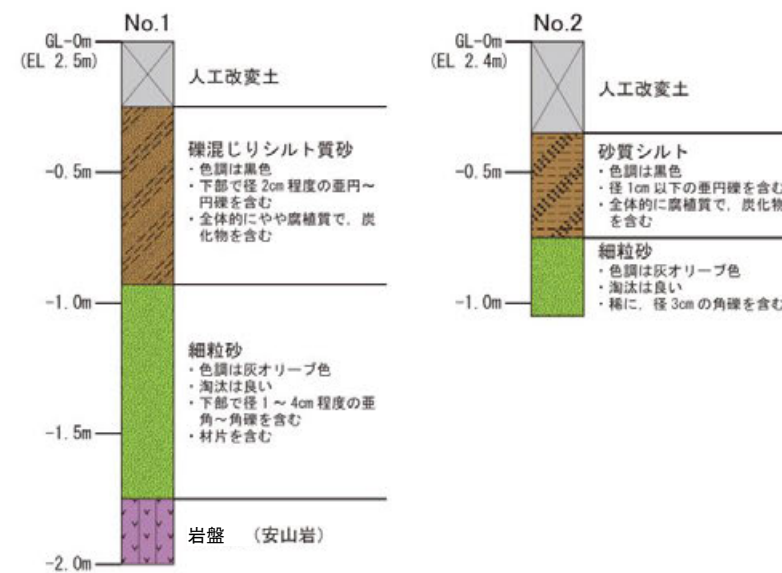 No.1
GL-0m
(EL 2.5m)
人工改変土
礫混じりシルト質砂
・色調は黒色
・下部で径 2cm 程度の亜円～
円礫を含む
・全体的にやや腐植質で，炭
化物を含む
-0.5m
-1.0m
細粒砂
・色調は灰オリーブ色
・淘汰は良い
・下部で径 1～4cm 程度の亜
角～角礫を含む
・材片を含む
-1.5m
岩盤 （安山岩）
-2.0m
No.2
GL-0m
(EL 2.4m)
人工改変土
-0.5m
砂質シルト
・色調は黒色
・径 1cm 以下の亜円礫を含む
・全体的に腐植質で，炭化物
を含む
細粒砂
・色調は灰オリーブ色
・淘汰は良い
・稀に，径 3cm の角礫を含む
-1.0m